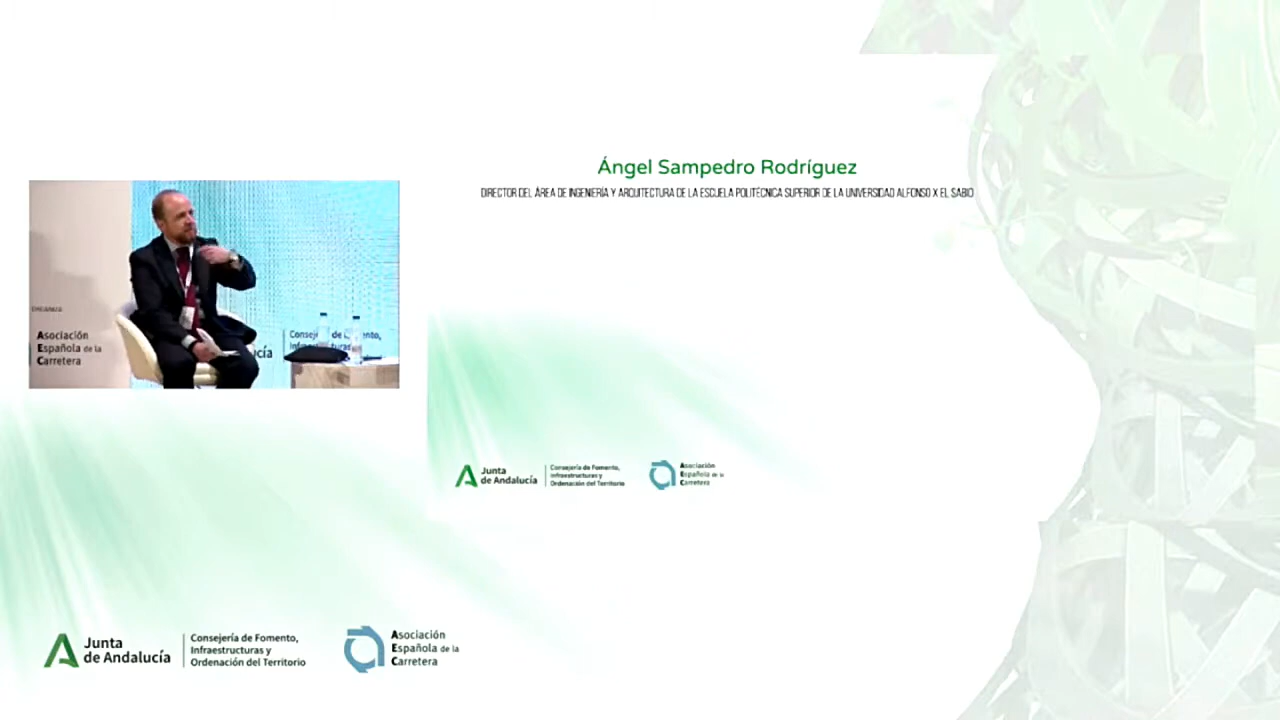 Ángel Sampedro Rodríguez
DIRECTOR DEL ÁREA DE INGENIERÍA Y ARQUITECTURA DE LA ESCUELA POLITÉCNICA SUPERIOR DE LA UNIVERSIDAD ALFONSO X EL SABIO
Asociación
Española de la
Carretera
Junta
de Andalucía
Consejería de Fomento,
Infraestructuras y
Ordenación del Territorio
Asociación
Española de la
Carretera
Junta
de Andalucía
Consejería de Fomento,
Infraestructuras y
Ordenación del Territorio
Asociación
Española de la
Carretera